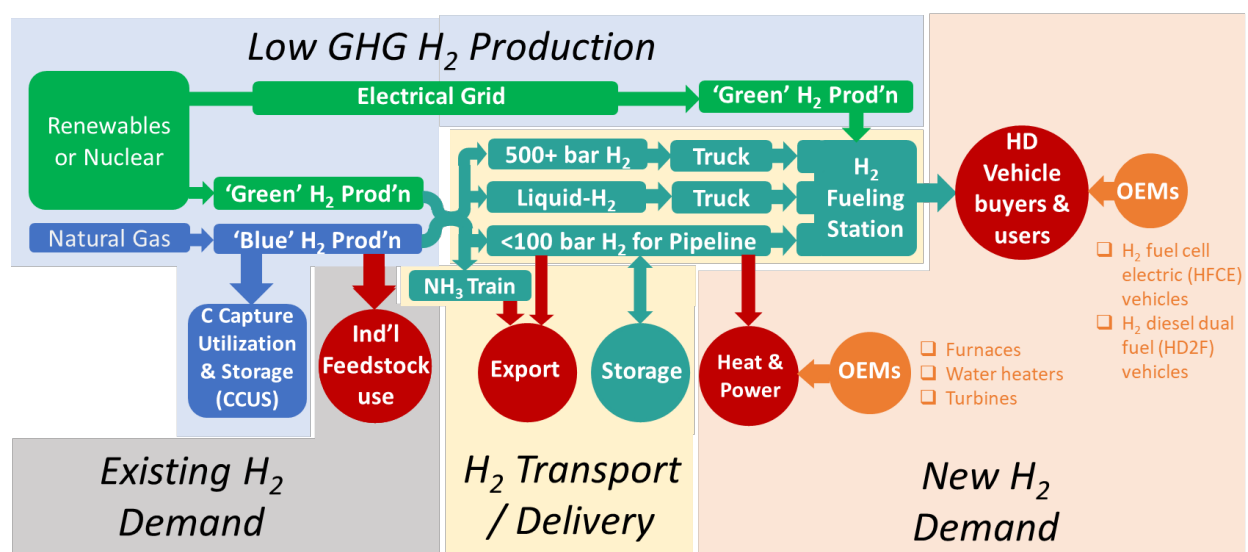 Low GHG H₂ Production
Electrical Grid
'Green' H₂ Prod'n
Renewables
or Nuclear
'Green' H₂ Prod'n
Natural Gas
'Blue' H₂ Prod'n
500+ bar H₂
Truck
Liquid-H₂
Truck
<100 bar H₂ for Pipeline
NH₃ Train
H₂
Fueling
Station
HD
Vehicle
buyers &
users
OEMs
❑ H₂ fuel cell
electric (HFCE)
vehicles
❑ H₂ diesel dual
fuel (HD2F)
vehicles
C Capture
Utilization
& Storage
(CCUS)
Ind'l
Feedstock
use
Export
Storage
Heat &
Power
OEMs
❑ Furnaces
❑ Water heaters
❑ Turbines
Existing H₂
Demand
H₂ Transport
/ Delivery
New H₂
Demand